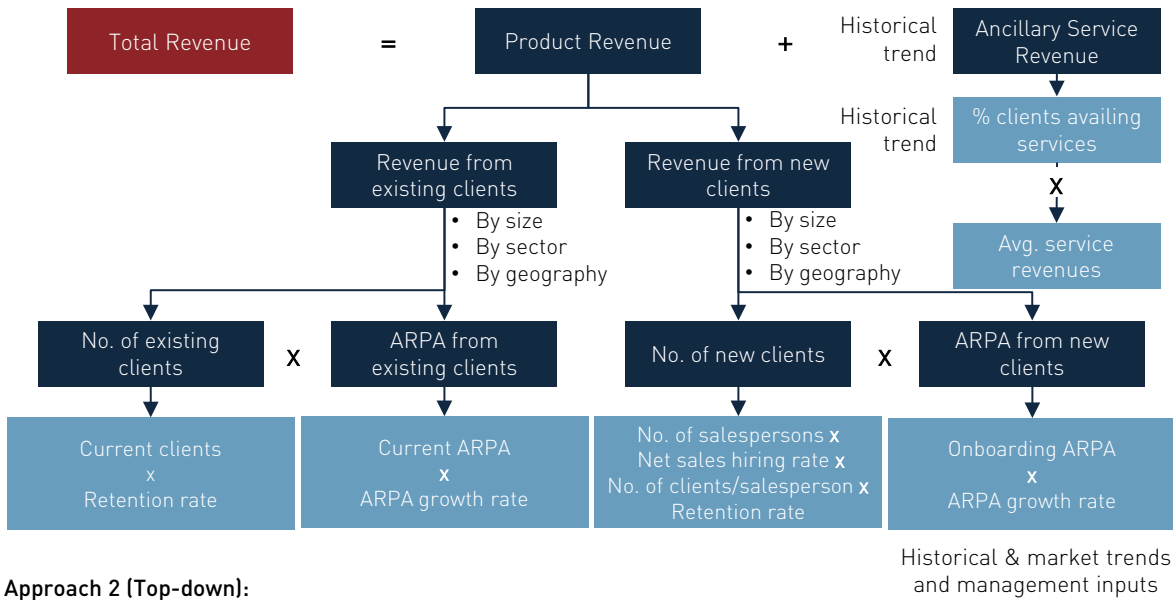 Total Revenue
=
Product Revenue
+
Historical
trend
Ancillary Service
Revenue
Historical
trend
% clients availing
services
x
Avg. service
revenues
Revenue from
existing clients
• By size
• By sector
• By geography
Revenue from new
clients
• By size
• By sector
• By geography
No. of existing
clients
x
ARPA from
existing clients
No. of new clients
x
ARPA from new
clients
Current clients
x
Retention rate
Current ARPA
x
ARPA growth rate
No. of salespersons x
Net sales hiring rate x
No. of clients/salesperson x
Retention rate
Onboarding ARPA
x
ARPA growth rate
Historical & market trends
and management inputs
Approach 2 (Top-down):